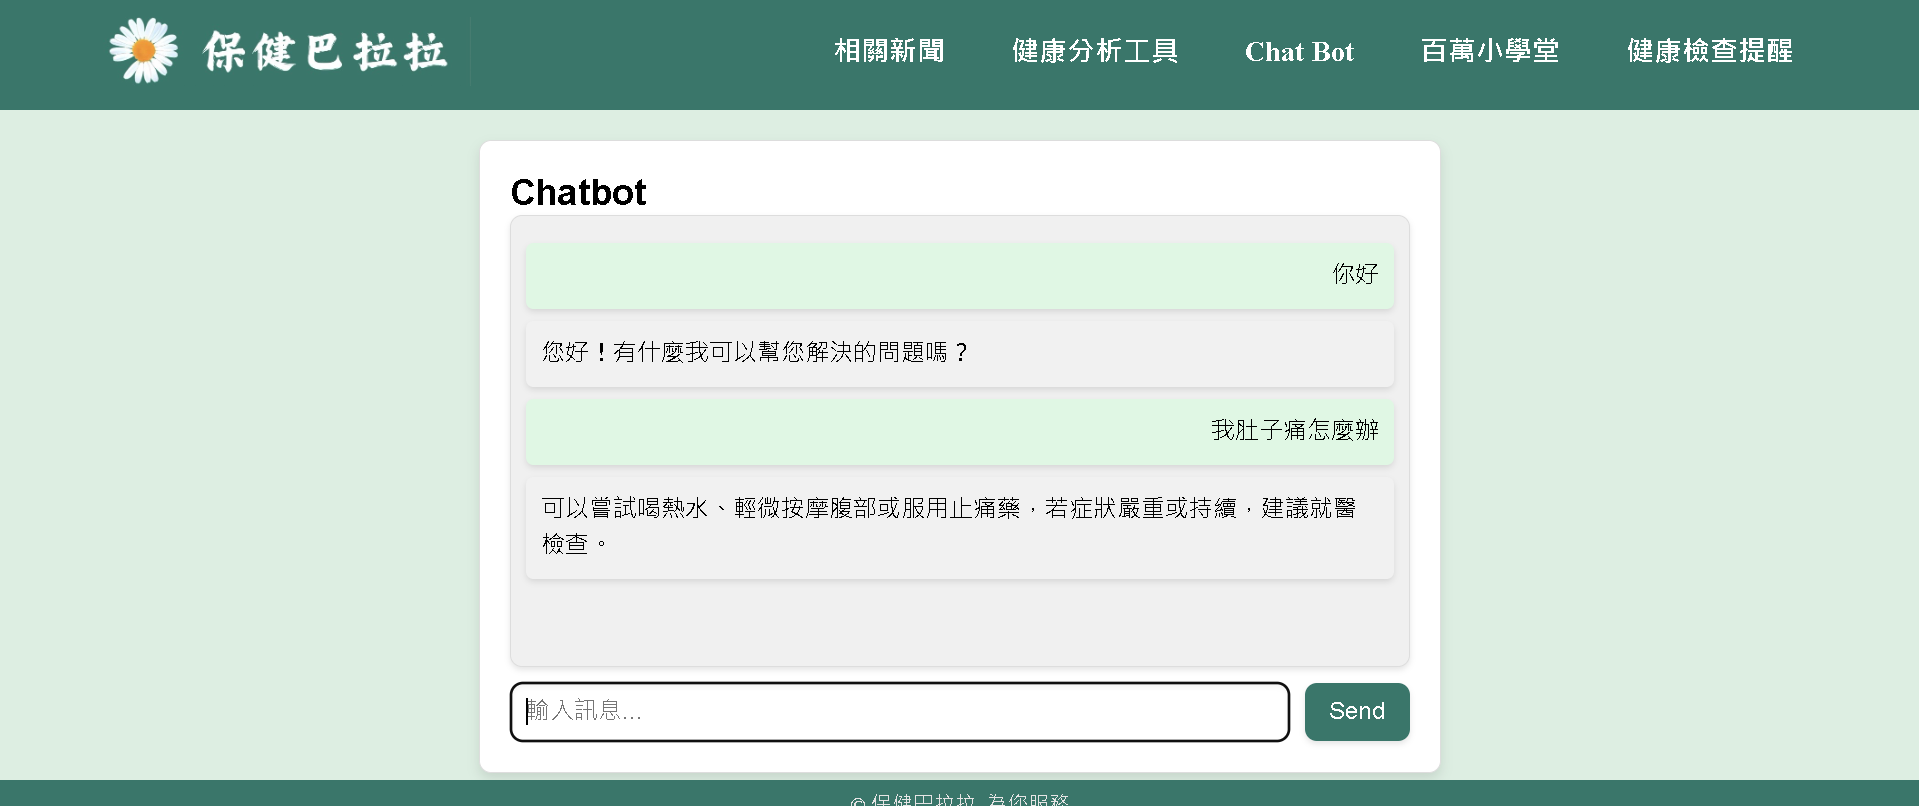 保健巴拉拉
相關新聞
健康分析工具
Chat Bot
百萬小學堂
健康檢查提醒
Chatbot
你好
您好！有什麼我可以幫您解決的問題嗎？
我肚子痛怎麼辦
可以嘗試喝熱水、輕微按摩腹部或服用止痛藥，若症狀嚴重或持續，建議就醫
檢查。
輸入訊息...
Send
© 保健巴拉拉 為您服務